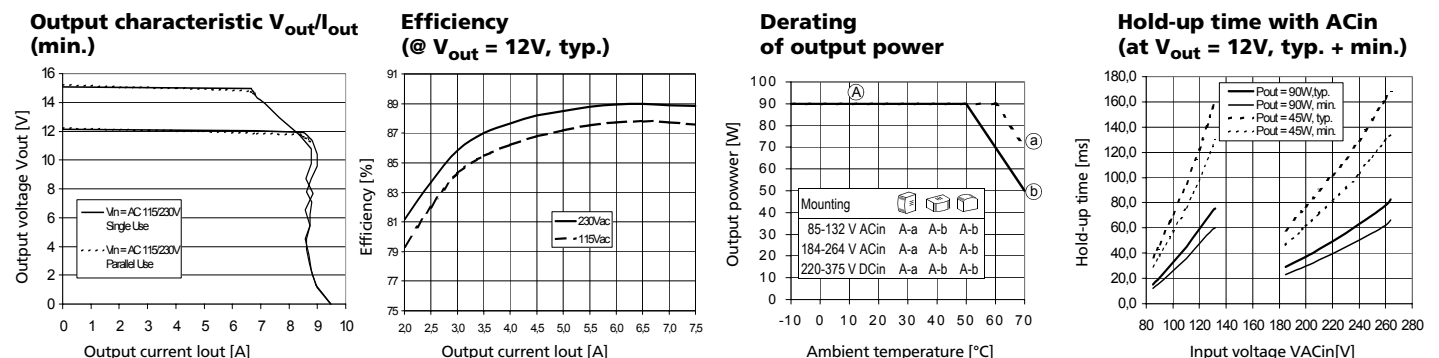 Output characteristic Vout/Iout
(min.)
16
14
12
10
8
6
4
2
0
0 1 2 3 4 5 6 7 8 9 10
Output voltage Vout [V]
Output current Iout [A]
Vin = AC 115/230V
Single Use
Vin = AC 115/230V
Parallel Use
Efficiency
(@ Vout = 12V, typ.)
91
89
87
85
83
81
79
77
75
2,0 2,5 3,0 3,5 4,0 4,5 5,0 5,5 6,0 6,5 7,0 7,5
Efficiency [%]
Output current Iout [A]
230Vac
115Vac
Derating
of output power
100
90
80
70
60
50
40
30
20
10
0
-10 0 10 20 30 40 50 60 70
Output powwer [W]
Ambient temperature [°C]
A
a
b
Mounting
85-132 V ACin A-a A-b A-b
184-264 V ACin A-a A-b A-b
220-375 V DCin A-a A-b A-b
Hold-up time with ACin
(at Vout = 12V, typ. + min.)
180,0
160,0
140,0
120,0
100,0
80,0
60,0
40,0
20,0
0,0
80 100 120 140 160 180 200 220 240 260 280
Hold-up time [ms]
Input voltage VACin[V]
Pout = 90W,typ.
Pout = 90W, min.
Pout = 45W, typ.
Pout = 45W, min.